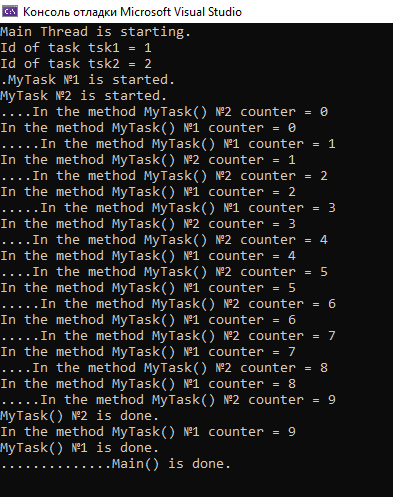 Консоль отладки Microsoft Visual Studio
Main Thread is starting.
Id of task tsk1 = 1
Id of task tsk2 = 2
.MyTask №1 is started.
MyTask №2 is started.
....In the method MyTask() №2 counter = 0
In the method MyTask() №1 counter = 0
.....In the method MyTask() №1 counter = 1
In the method MyTask() №2 counter = 1
....In the method MyTask() №2 counter = 2
In the method MyTask() №1 counter = 2
.....In the method MyTask() №1 counter = 3
In the method MyTask() №2 counter = 3
....In the method MyTask() №2 counter = 4
In the method MyTask() №1 counter = 4
....In the method MyTask() №2 counter = 5
In the method MyTask() №1 counter = 5
.....In the method MyTask() №2 counter = 6
In the method MyTask() №1 counter = 6
.....In the method MyTask() №2 counter = 7
In the method MyTask() №1 counter = 7
.....In the method MyTask() №2 counter = 8
In the method MyTask() №1 counter = 8
.....In the method MyTask() №2 counter = 9
MyTask() №2 is done.
In the method MyTask() №1 counter = 9
MyTask() №1 is done.
..............Main() is done.